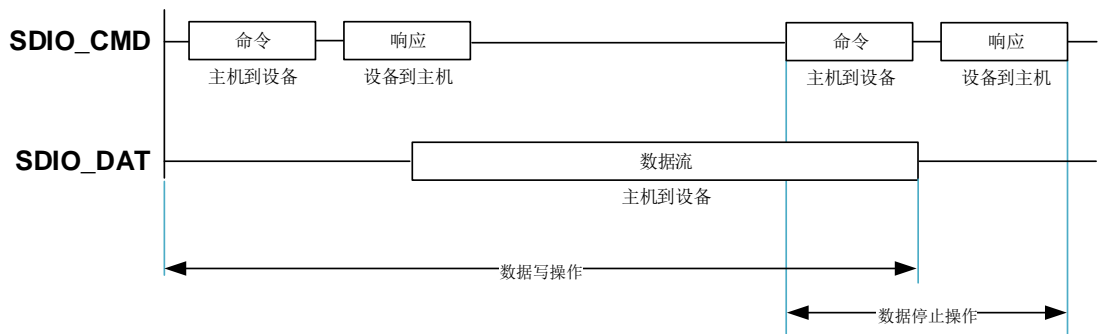 SDIO_CMD
命令
响应
命令
响应
主机到设备
设备到主机
主机到设备
设备到主机
SDIO_DAT
数据流
主机到设备
数据写操作
数据停止操作